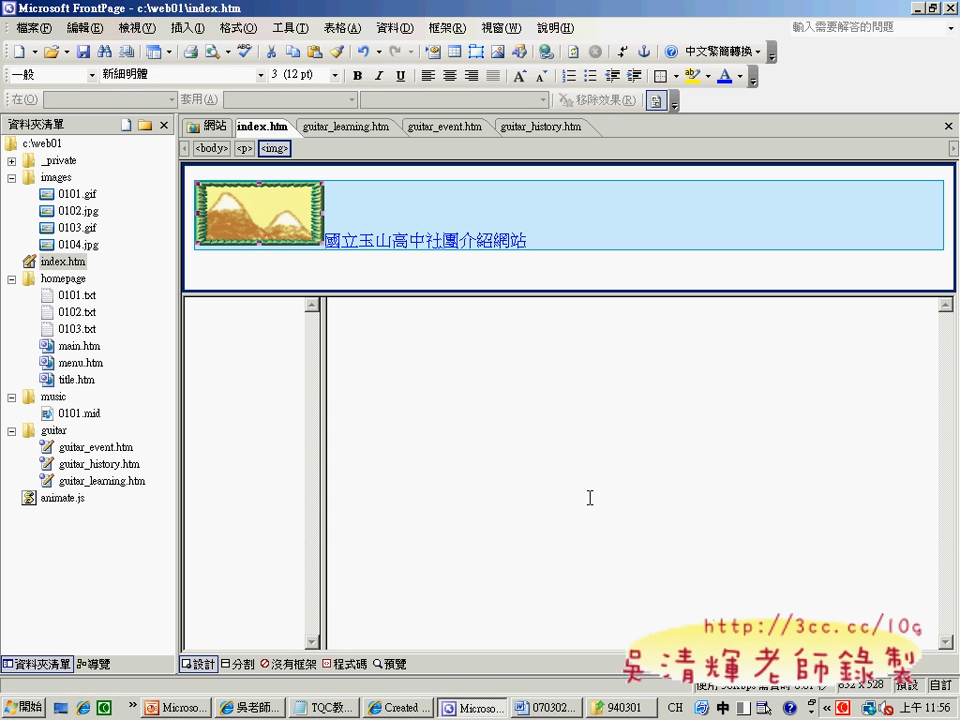 Microsoft FrontPage - c:\web01\index.htm
檔案(F) 編輯(E) 檢視(V) 插入(I) 格式(O) 工具(T) 表格(A) 資料(D) 框架(R) 視窗(W) 說明(H) 輸入需要解答的問題
中文繁簡轉換
一般 新細明體 3 (12 pt) B I U
在(O) 套用(A) 移除效果(R)
資料夾清單
網站 index.htm guitar_learning.htm guitar_event.htm guitar_history.htm
c:\web01
<body> <p> <img>
_private
images
0101.gif
0102.jpg
0103.gif
0104.jpg
國立玉山高中社團介紹網站
index.htm
homepage
0101.txt
0102.txt
0103.txt
main.htm
menu.htm
title.htm
music
0101.mid
guitar
guitar_event.htm
guitar_history.htm
guitar_learning.htm
animate.js
http://3cc.cc/10g
吳清輝老師錄製
資料夾清單 導覽 設計 分割 沒有框架 程式碼 預覽
652 x 528 預設 自訂
開始 Microso... 吳老師... TQC教... Created ... Microso... 070302... 940301 CH 中 上午 11:56